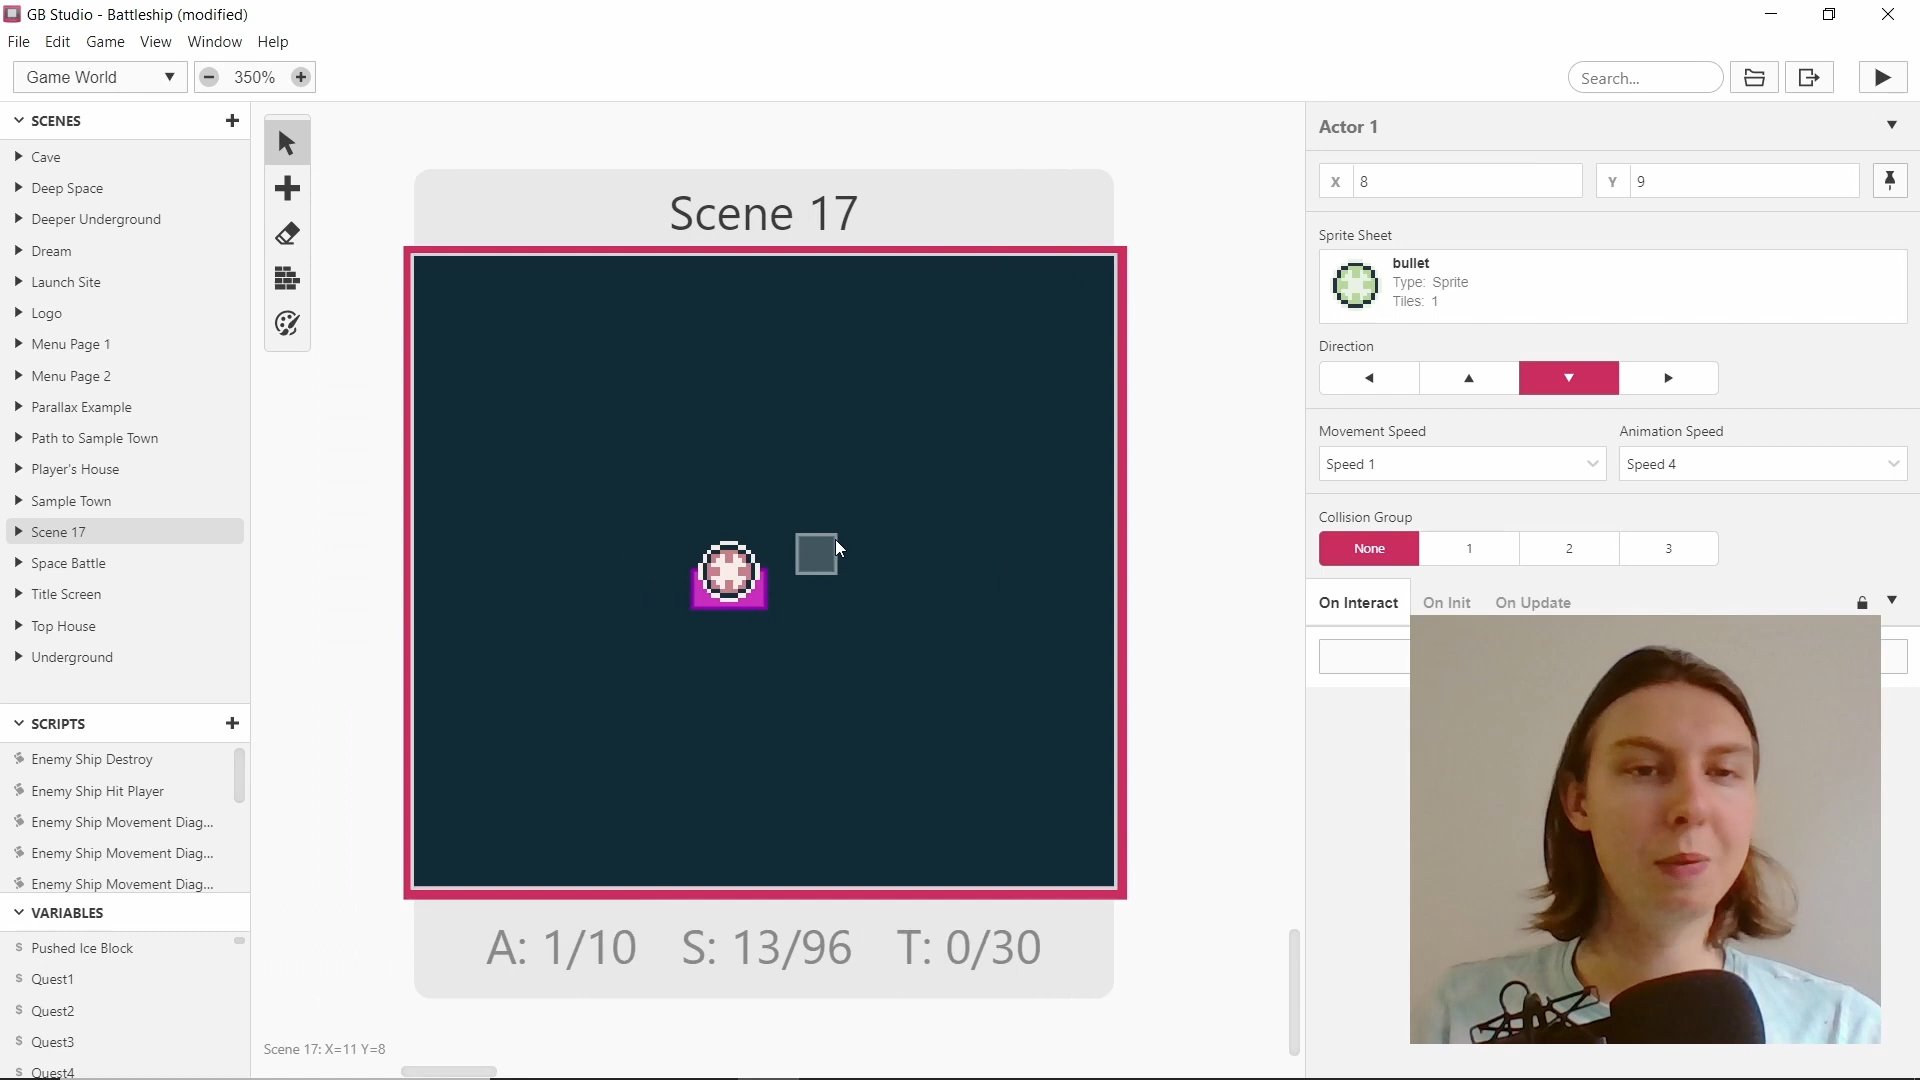 GB Studio - Battleship (modified)
File Edit Game View Window Help
Game World 350% Search...
SCENES
Cave
Deep Space
Deeper Underground
Dream
Launch Site
Logo
Menu Page 1
Menu Page 2
Parallax Example
Path to Sample Town
Player's House
Sample Town
Scene 17
Space Battle
Title Screen
Top House
Underground
SCRIPTS
Enemy Ship Destroy
Enemy Ship Hit Player
Enemy Ship Movement Diag...
Enemy Ship Movement Diag...
Enemy Ship Movement Diag...
VARIABLES
$ Pushed Ice Block
$ Quest1
$ Quest2
$ Quest3
$ Quest4
Scene 17
A: 1/10 S: 13/96 T: 0/30
Scene 17: X=11 Y=8
Actor 1
X 8 Y 9
Sprite Sheet
bullet
Type: Sprite
Tiles: 1
Direction
Movement Speed Animation Speed
Speed 1 Speed 4
Collision Group
None 1 2 3
On Interact On Init On Update